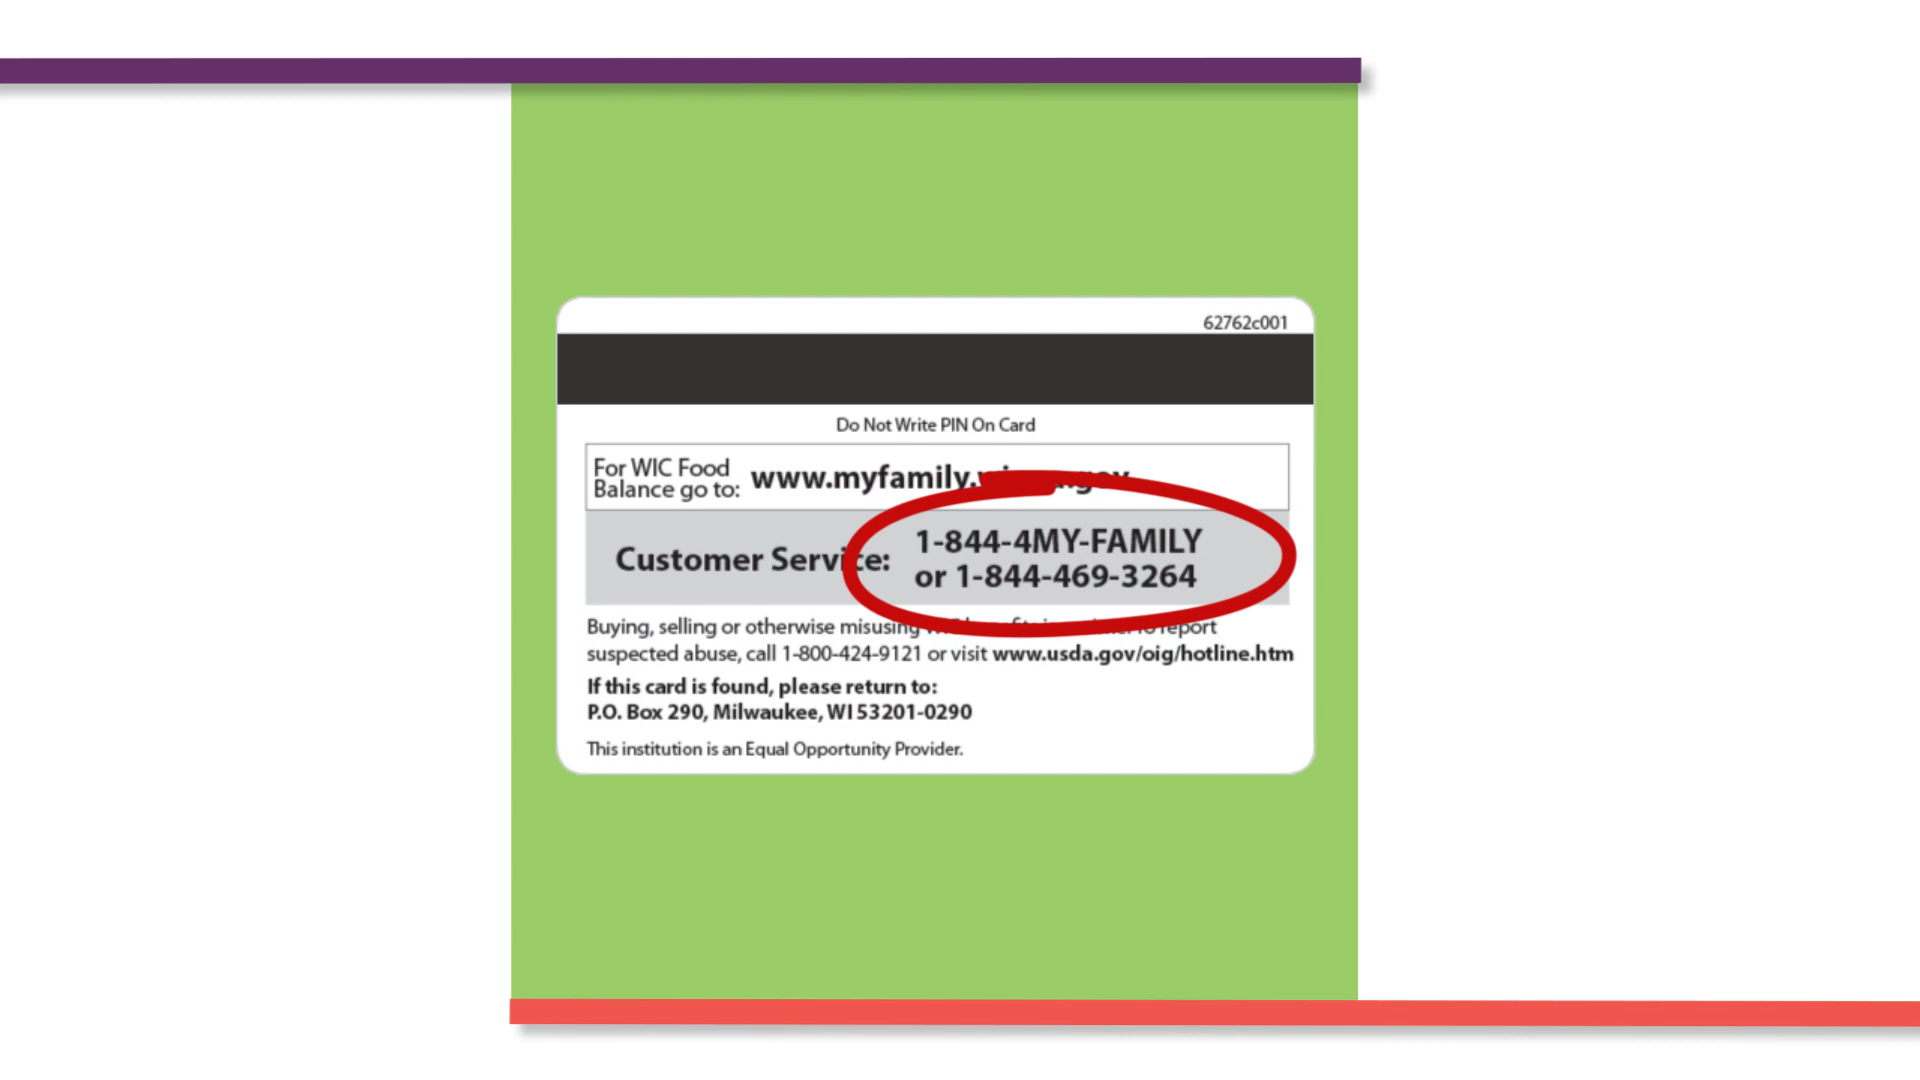 62762c001
Do Not Write PIN On Card
For WIC Food
Balance go to:
www.myfamily.
Customer Service:
1-844-4MY-FAMILY
or 1-844-469-3264
Buying, selling or otherwise misusing report
suspected abuse, call 1-800-424-9121 or visit www.usda.gov/oig/hotline.htm
If this card is found, please return to:
P.O. Box 290, Milwaukee, WI 53201-0290
This institution is an Equal Opportunity Provider.